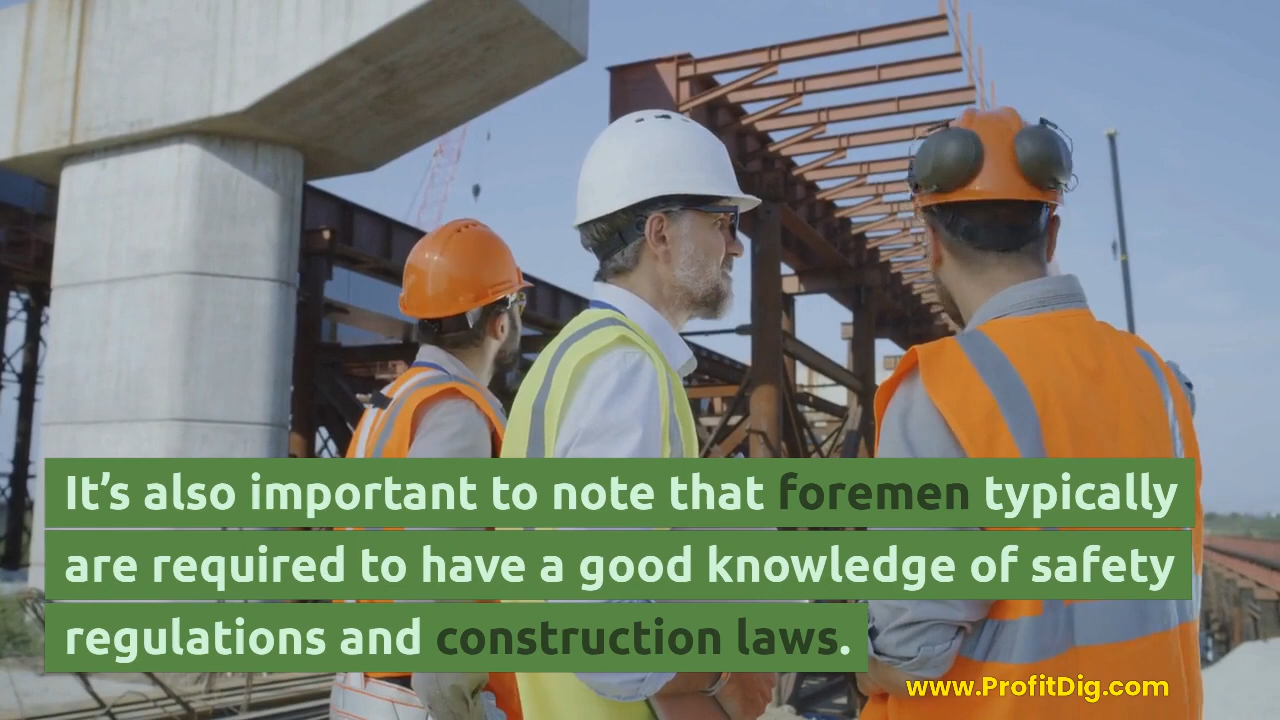 It’s also important to note that foremen typically
are required to have a good knowledge of safety
regulations and construction laws.
www.ProfitDig.com